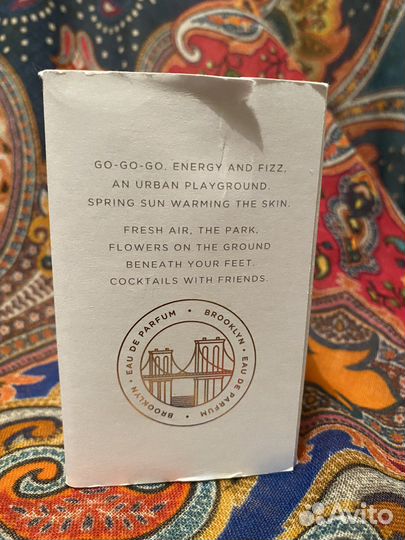 GO-GO-GO. ENERGY AND FIZZ,
AN URBAN PLAYGROUND.
SPRING SUN WARMING THE SKIN.
FRESH AIR, THE PARK.
FLOWERS ON THE GROUND
BENEATH YOUR FEET.
COCKTAILS WITH FRIENDS.
BROOKLYN • EAU DE PARFUM • BROOKLYN • EAU DE PARFUM •
Avito